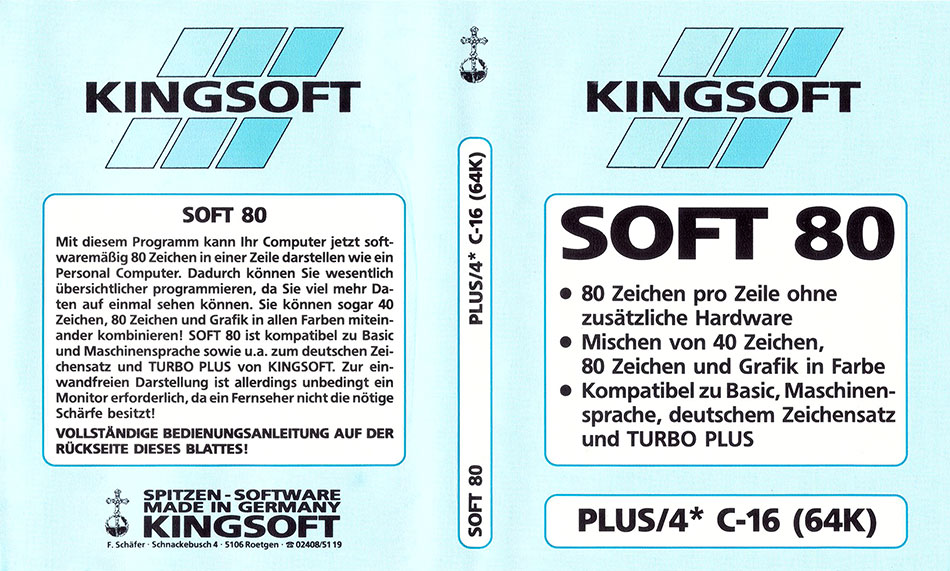 KINGSOFT
SOFT 80
Mit diesem Programm kann Ihr Computer jetzt soft-
waremäßig 80 Zeichen in einer Zeile darstellen wie ein
Personal Computer. Dadurch können Sie wesentlich
übersichtlicher programmieren, da Sie viel mehr Da-
ten auf einmal sehen können. Sie können sogar 40
Zeichen, 80 Zeichen und Grafik in allen Farben mitein-
ander kombinieren! SOFT 80 ist kompatibel zu Basic
und Maschinensprache sowie u.a. zum deutschen Zei-
chensatz und TURBO PLUS von KINGSOFT. Zur ein-
wandfreien Darstellung ist allerdings unbedingt ein
Monitor erforderlich, da ein Fernseher nicht die nötige
Schärfe besitzt!
VOLLSTÄNDIGE BEDIENUNGSANLEITUNG AUF DER
RÜCKSEITE DIESES BLATTES!
SPITZEN-SOFTWARE
MADE IN GERMANY
KINGSOFT
F. Schäfer · Schnackebusch 4 · 5106 Roetgen · ☎ 02408/51 19
SOFT 80 PLUS/4* C-16 (64K)
KINGSOFT
SOFT 80
• 80 Zeichen pro Zeile ohne
zusätzliche Hardware
• Mischen von 40 Zeichen,
80 Zeichen und Grafik in Farbe
• Kompatibel zu Basic, Maschinen-
sprache, deutschem Zeichensatz
und TURBO PLUS
PLUS/4* C-16 (64K)